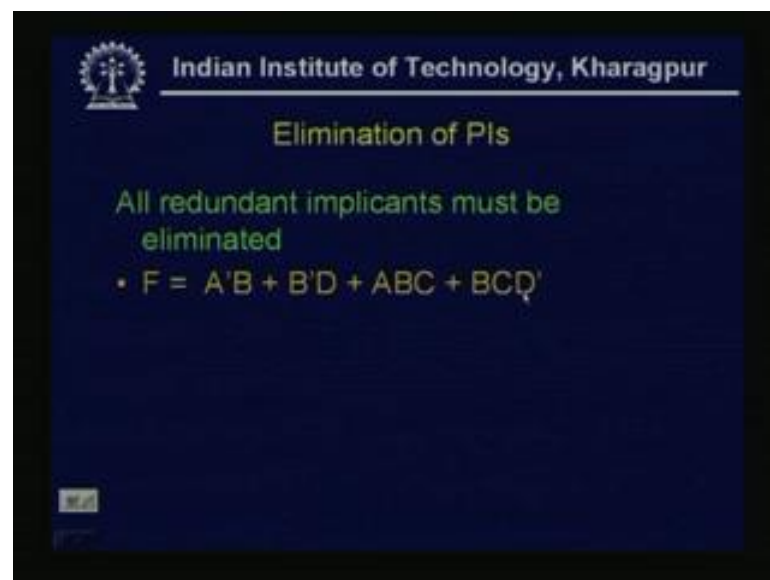 Indian Institute of Technology, Kharagpur
Elimination of PIs
All redundant implicants must be
eliminated
• F = A'B + B'D + ABC + BCD'